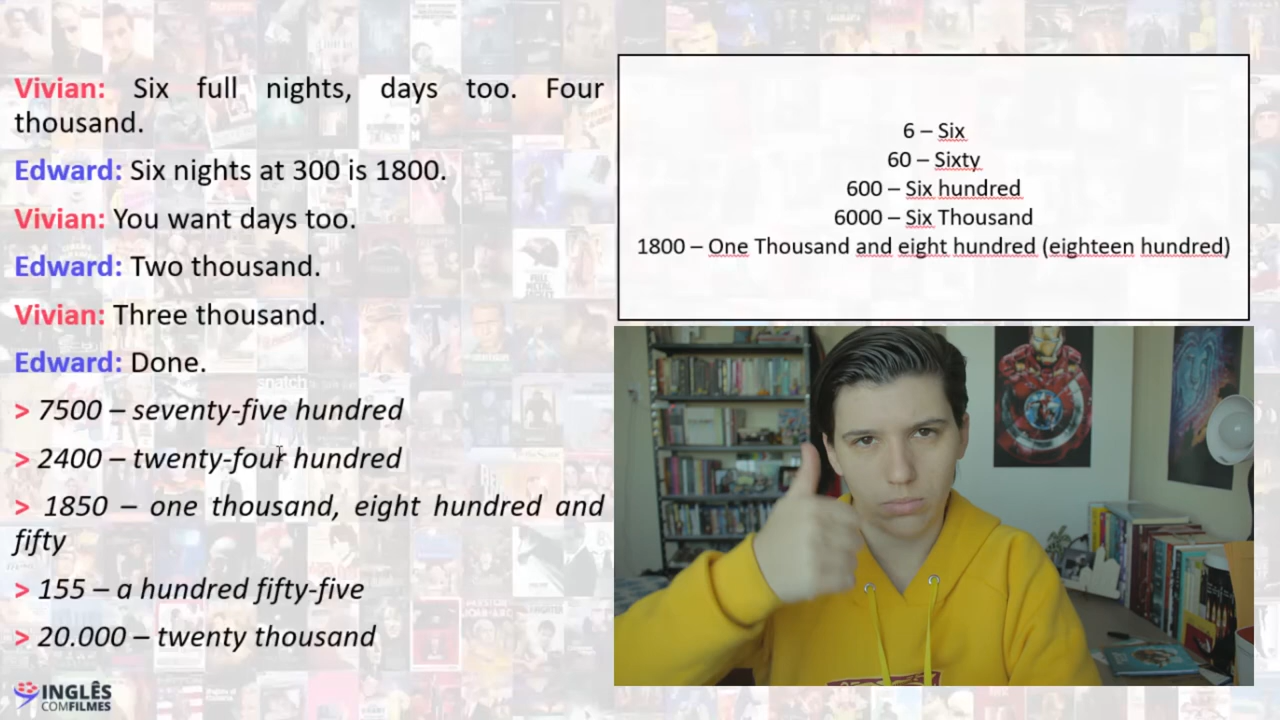 Vivian: Six full nights, days too. Four
thousand.
Edward: Six nights at 300 is 1800.
Vivian: You want days too.
Edward: Two thousand.
Vivian: Three thousand.
Edward: Done.
> 7500 – seventy-five hundred
> 2400 – twenty-four hundred
> 1850 – one thousand, eight hundred and
fifty
> 155 – a hundred fifty-five
> 20.000 – twenty thousand
INGLÊS
COMFILMES
6 – Six
60 – Sixty
600 – Six hundred
6000 – Six Thousand
1800 – One Thousand and eight hundred (eighteen hundred)
snatch